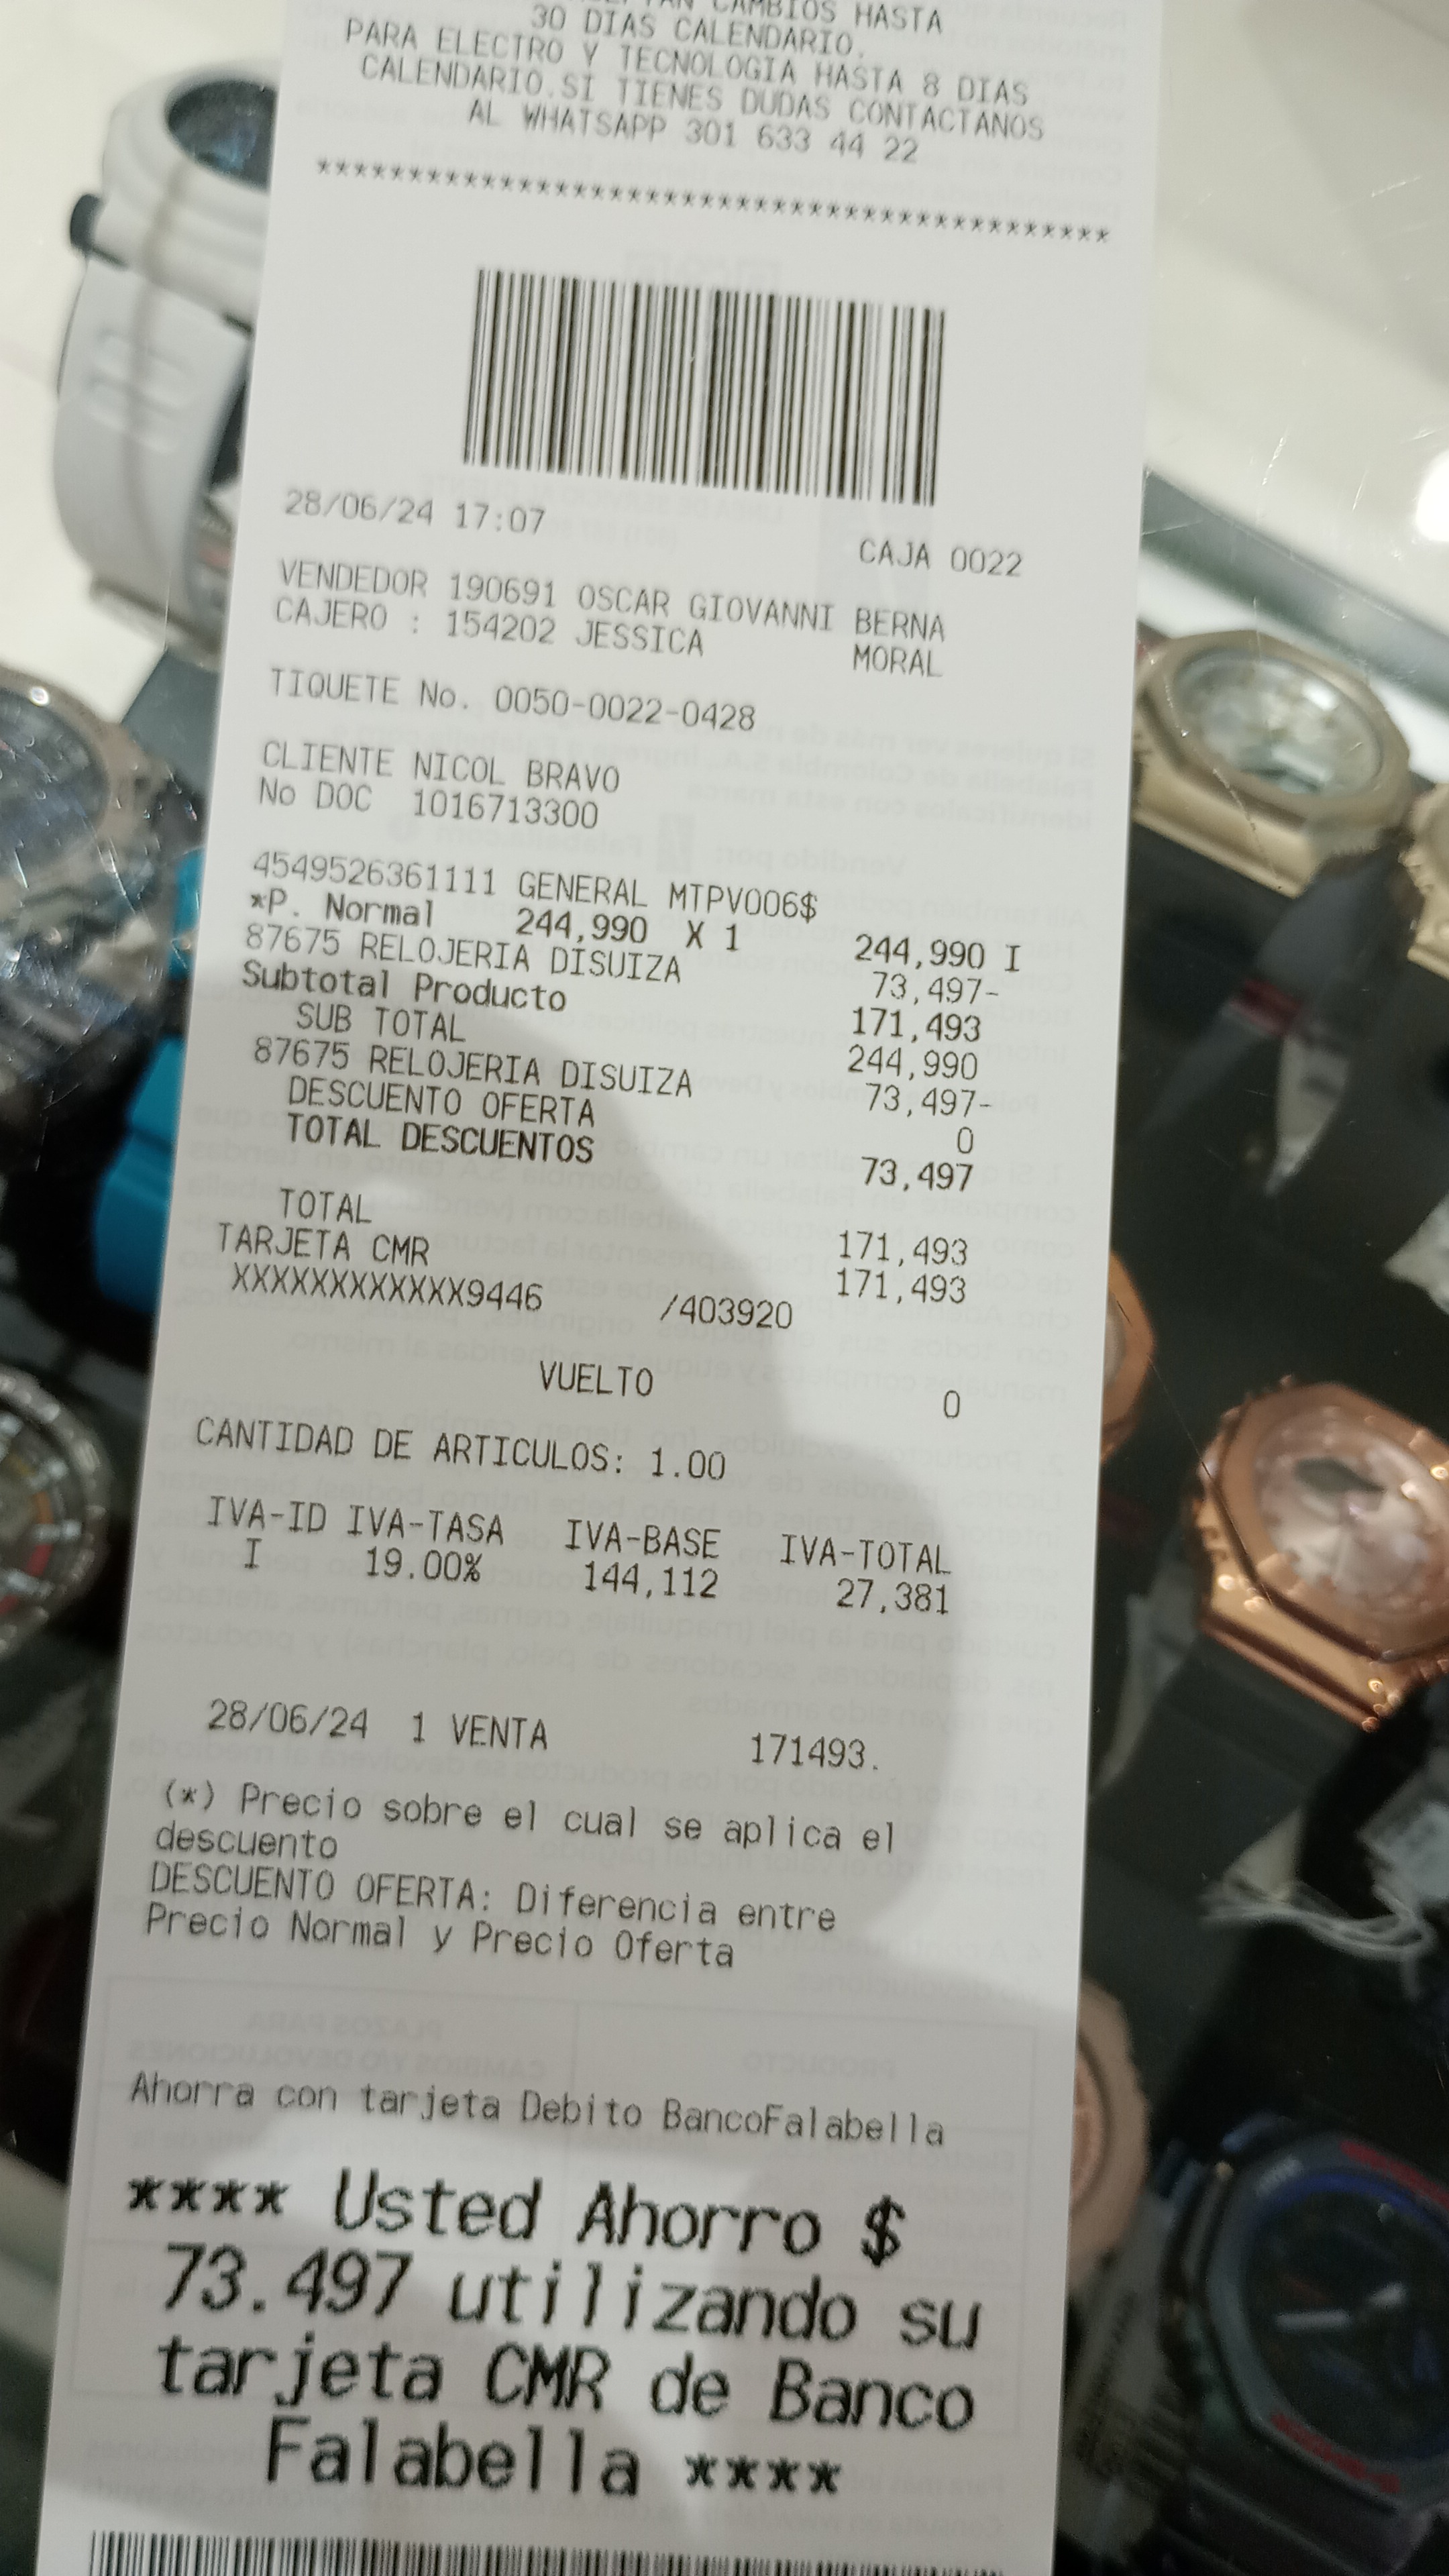 CAMBIOS HASTA
30 DIAS CALENDARIO.
PARA ELECTRO Y TECNOLOGIA HASTA 8 DIAS
CALENDARIO.SI TIENES DUDAS CONTACTANOS
AL WHATSAPP 301 633 44 22
*******************************************
28/06/24 17:07 CAJA 0022
VENDEDOR 190691 OSCAR GIOVANNI BERNA
CAJERO : 154202 JESSICA MORAL
TIQUETE No. 0050-0022-0428
CLIENTE NICOL BRAVO
No DOC 1016713300
4549526361111 GENERAL MTPV006$
*P. Normal 244,990 X 1 244,990 I
87675 RELOJERIA DISUIZA 73,497-
Subtotal Producto 171,493
SUB TOTAL 244,990
87675 RELOJERIA DISUIZA 73,497-
DESCUENTO OFERTA 0
TOTAL DESCUENTOS 73,497
TOTAL 171,493
TARJETA CMR 171,493
XXXXXXXXXXXX9446 /403920
VUELTO 0
CANTIDAD DE ARTICULOS: 1.00
IVA-ID IVA-TASA IVA-BASE IVA-TOTAL
I 19.00% 144,112 27,381
28/06/24 1 VENTA 171493.
(*) Precio sobre el cual se aplica el
descuento
DESCUENTO OFERTA: Diferencia entre
Precio Normal y Precio Oferta
Ahorra con tarjeta Debito BancoFalabella
**** Usted Ahorro $
73.497 utilizando su
tarjeta CMR de Banco
Falabella ****